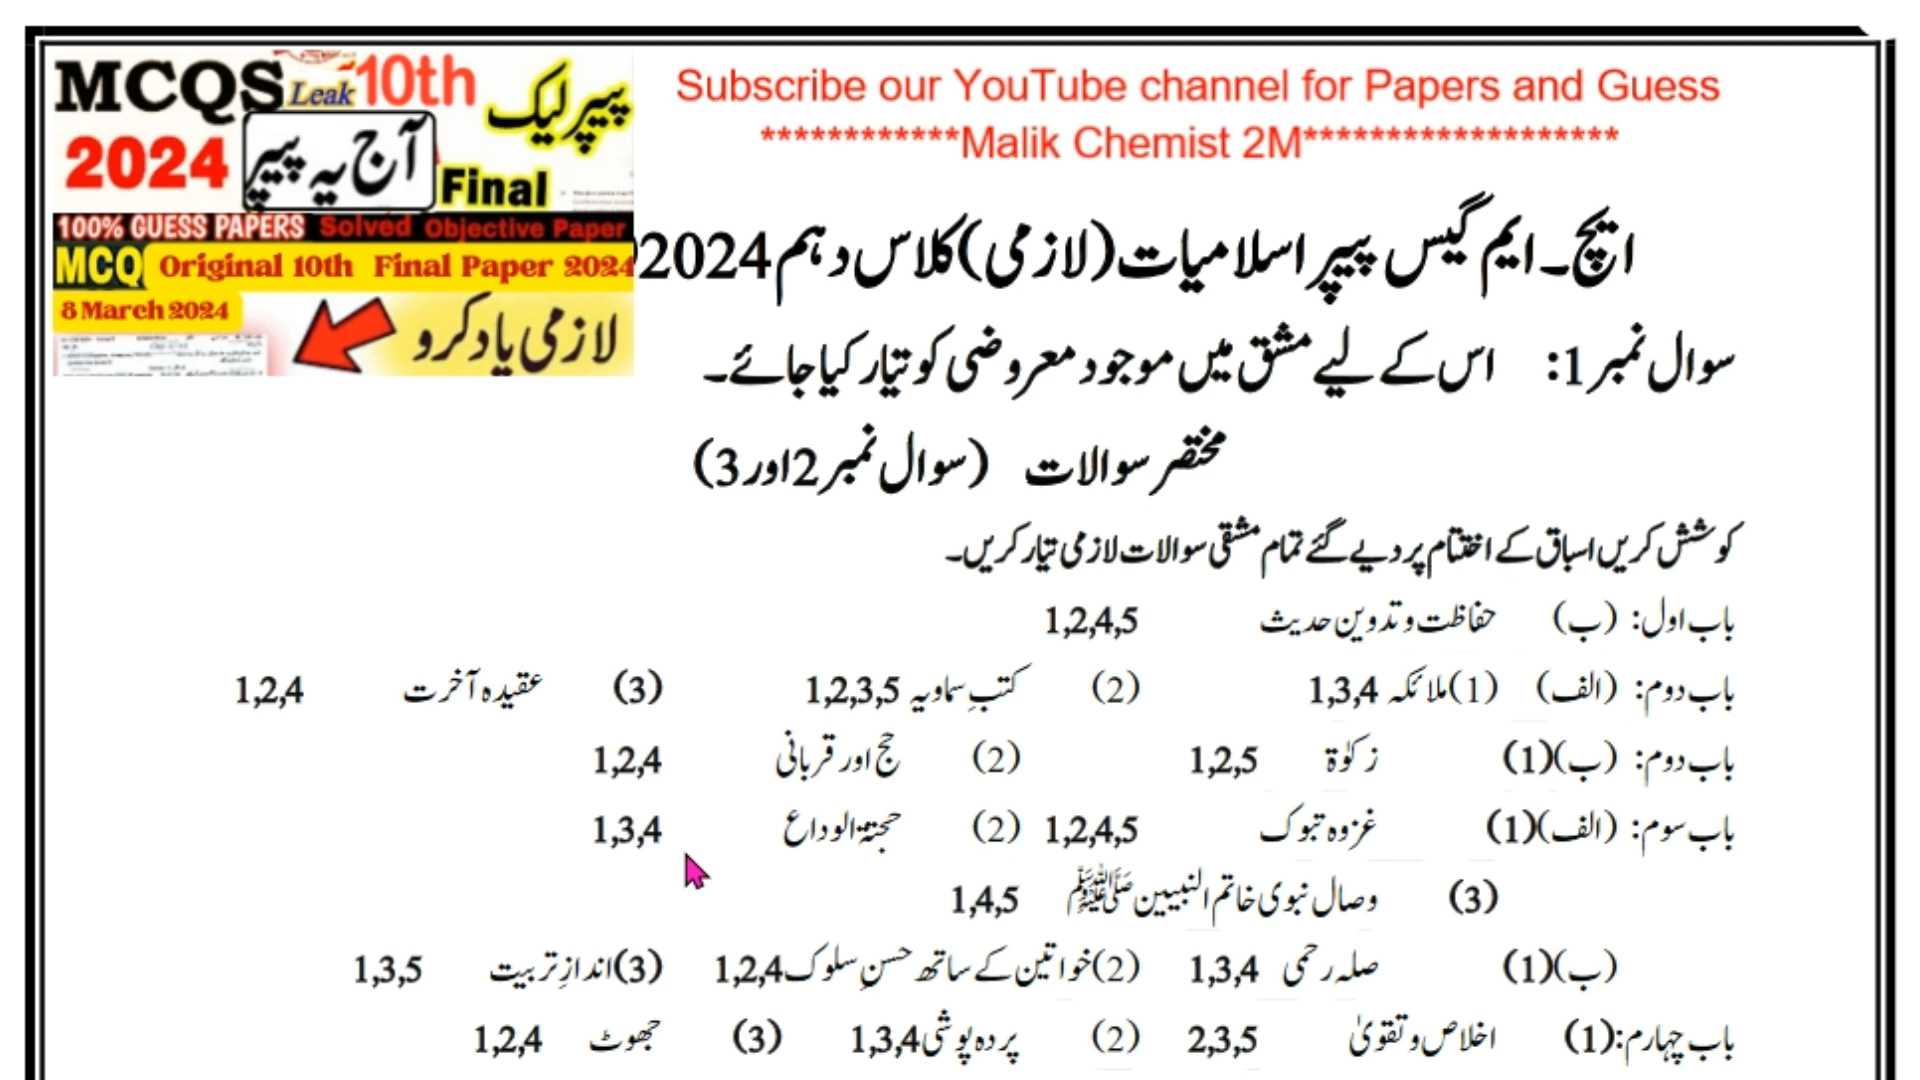 MCQS Leak 10th پیپر لیک
2024 آج یہ پیپر Final
100% GUESS PAPERS Solved Objective Paper
MCQ Original 10th Final Paper 2024
8 March 2024
لازمی یاد کرو
Subscribe our YouTube channel for Papers and Guess
************Malik Chemist 2M*******************
ایچ۔ ایم گیس پیپر اسلامیات (لازمی) کلاس دہم 2024
سوال نمبر 1: اس کے لیے مشق میں موجود معروضی کو تیار کیا جائے۔
مختصر سوالات (سوال نمبر 2 اور 3)
کوشش کریں اسباق کے اختتام پر دیے گئے تمام مشقی سوالات لازمی تیار کریں۔
باب اول: (ب) حفاظت و تدوین حدیث 1,2,4,5
باب دوم: (الف) (1) ملائکہ 1,3,4 (2) کتبِ سماویہ 1,2,3,5 (3) عقیدہ آخرت 1,2,4
باب دوم: (ب)(1) زکوٰۃ 1,2,5 (2) حج اور قربانی 1,2,4
باب سوم: (الف)(1) غزوہ تبوک 1,2,4,5 (2) حجتہ الوداع 1,3,4
(3) وصال نبوی خاتم النبیین ﷺ 1,4,5
(ب)(1) صلہ رحمی 1,3,4 (2) خواتین کے ساتھ حسنِ سلوک 1,2,4 (3) اندازِ تربیت 1,3,5
باب چہارم: (1) اخلاص و تقویٰ 2,3,5 (2) پردہ پوشی 1,3,4 (3) جھوٹ 1,2,4